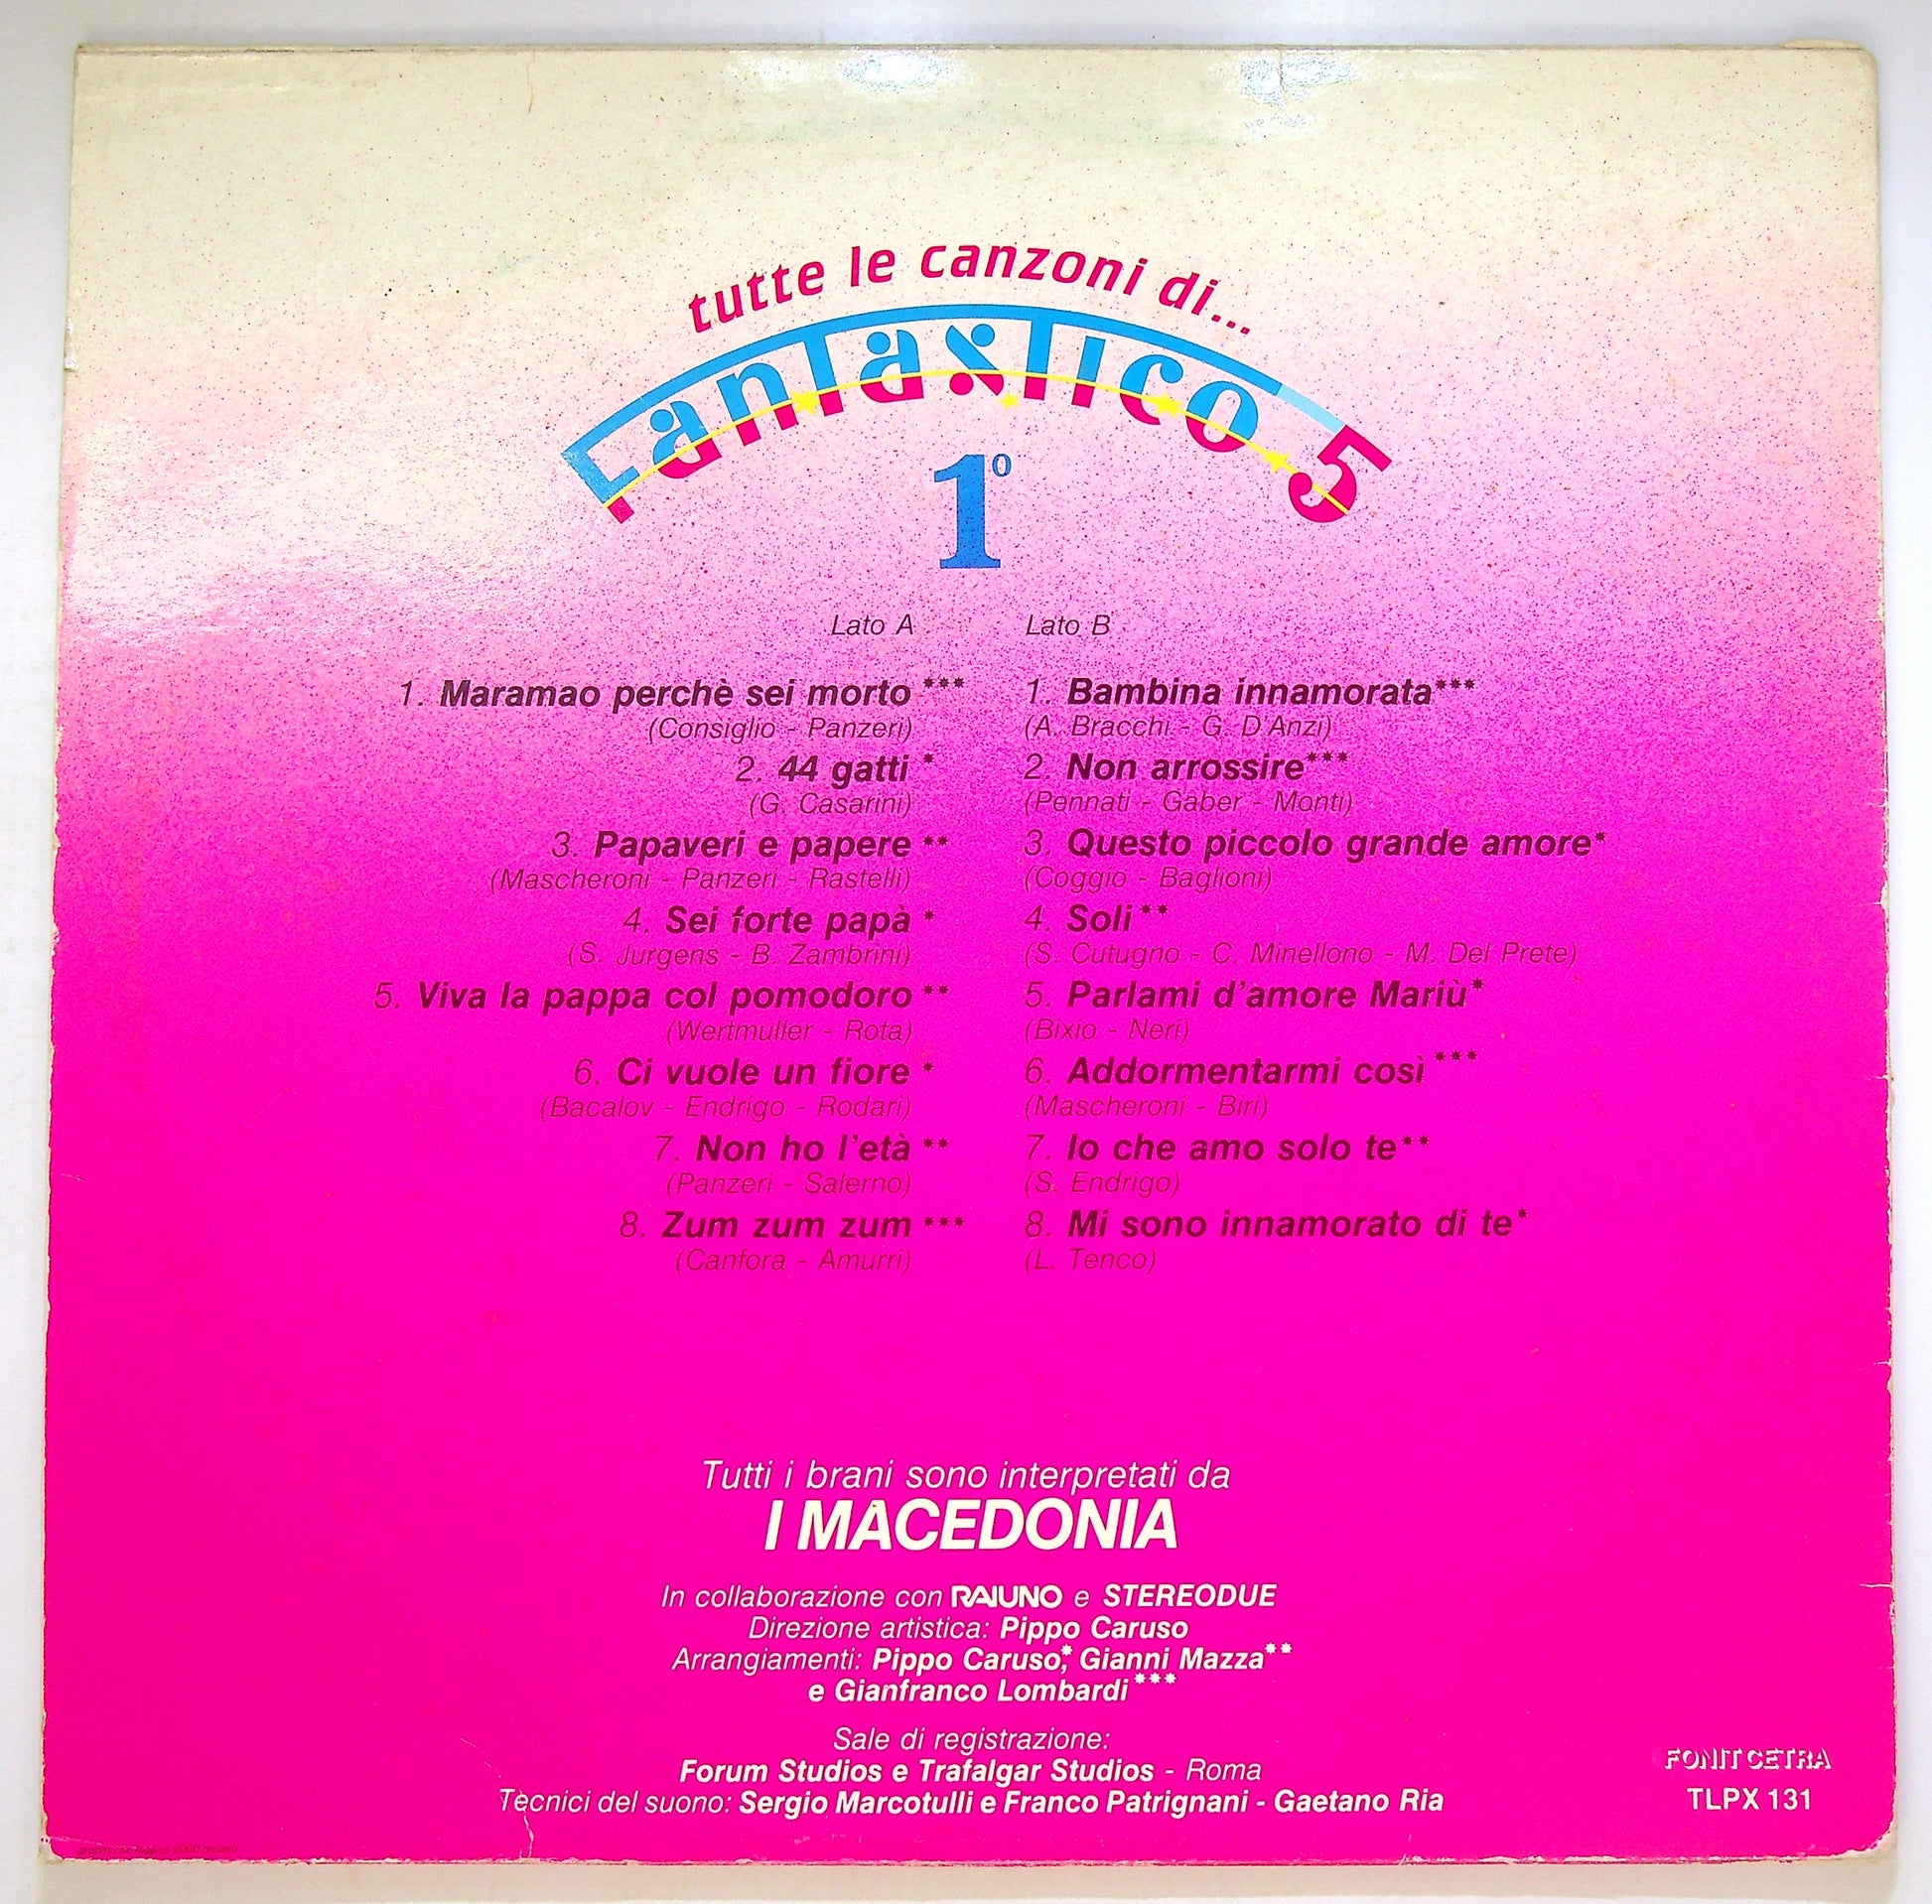 tutte le canzoni di...
Fantastico 5
1º
Lato A
1. Maramao perchè sei morto ***
(Consiglio - Panzeri)
2. 44 gatti *
(G. Casarini)
3. Papaveri e papere **
(Mascheroni - Panzeri - Rastelli)
4. Sei forte papà *
(S. Jurgens - B. Zambrini)
5. Viva la pappa col pomodoro **
(Wertmuller - Rota)
6. Ci vuole un fiore *
(Bacalov - Endrigo - Rodari)
7. Non ho l'età **
(Panzeri - Salerno)
8. Zum zum zum ***
(Canfora - Amurri)
Lato B
1. Bambina innamorata***
(A. Bracchi - G. D'Anzi)
2. Non arrossire***
(Pennati - Gaber - Monti)
3. Questo piccolo grande amore*
(Coggio - Baglioni)
4. Soli**
(S. Cutugno - C. Minellono - M. Del Prete)
5. Parlami d'amore Mariù*
(Bixio - Neri)
6. Addormentarmi così***
(Mascheroni - Biri)
7. Io che amo solo te**
(S. Endrigo)
8. Mi sono innamorato di te*
(L. Tenco)
Tutti i brani sono interpretati da
I MACEDONIA
In collaborazione con RAIUNO e STEREODUE
Direzione artistica: Pippo Caruso
Arrangiamenti: Pippo Caruso*, Gianni Mazza**
e Gianfranco Lombardi***
Sale di registrazione:
Forum Studios e Trafalgar Studios - Roma
Tecnici del suono: Sergio Marcotulli e Franco Patrignani - Gaetano Ria
FONIT CETRA
TLPX 131